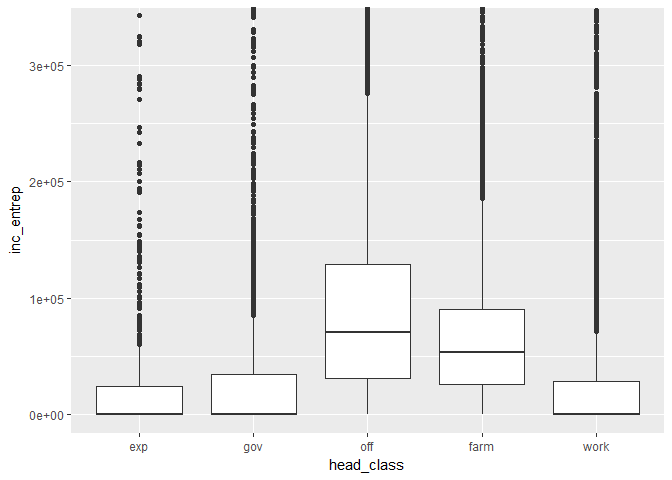 3e+05
2e+05
1e+05
0e+00
inc_entrep
exp gov off farm work
head_class